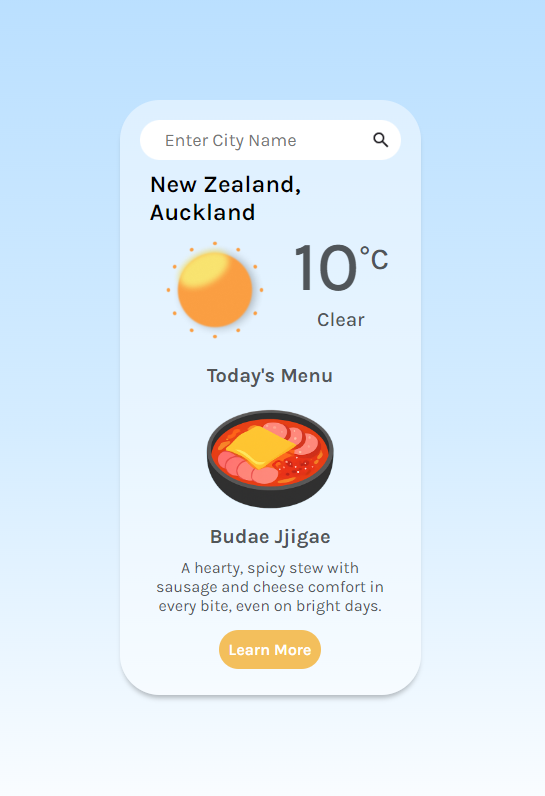 Enter City Name
New Zealand,
Auckland
10°C
Clear
Today's Menu
Budae Jjigae
A hearty, spicy stew with
sausage and cheese comfort in
every bite, even on bright days.
Learn More